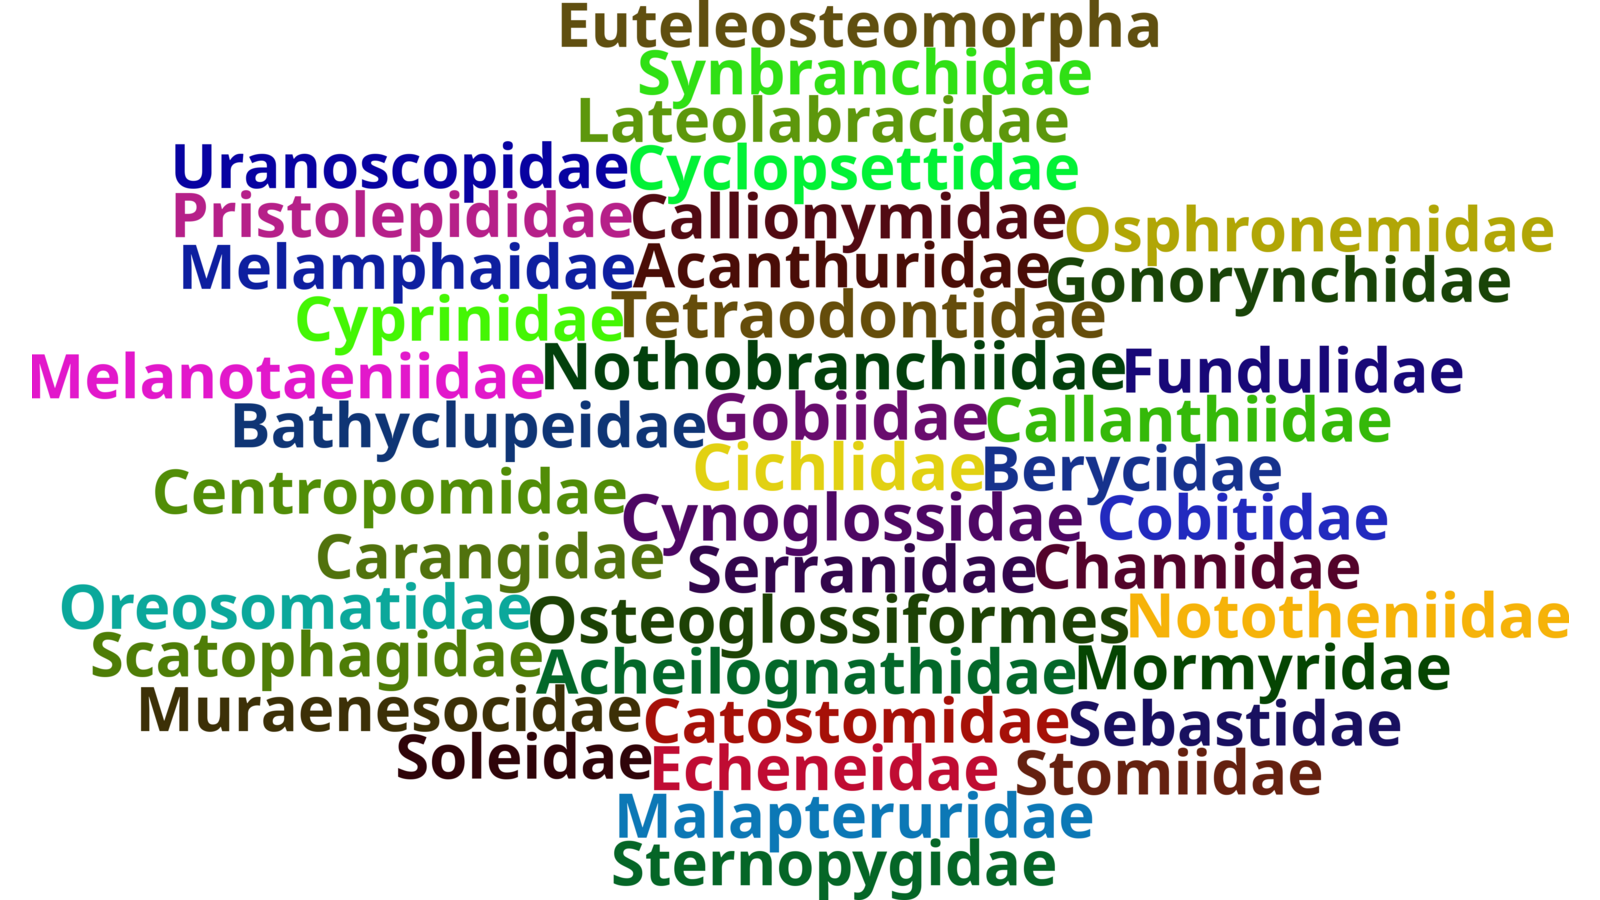 Euteleosteomorpha
Synbranchidae
Lateolabracidae
Uranoscopidae Cyclopsettidae
Pristolepididae Callionymidae Osphronemidae
Melamphaidae Acanthuridae Gonorynchidae
Cyprinidae Tetraodontidae
Melanotaeniidae Nothobranchiidae Fundulidae
Bathyclupeidae Gobiidae Callanthiidae
Centropomidae Cichlidae Berycidae
Cynoglossidae Cobitidae
Carangidae Serranidae Channidae
Oreosomatidae Osteoglossiformes Nototheniidae
Scatophagidae Acheilognathidae Mormyridae
Muraenesocidae Catostomidae Sebastidae
Soleidae Echeneidae Stomiidae
Malapteruridae
Sternopygidae